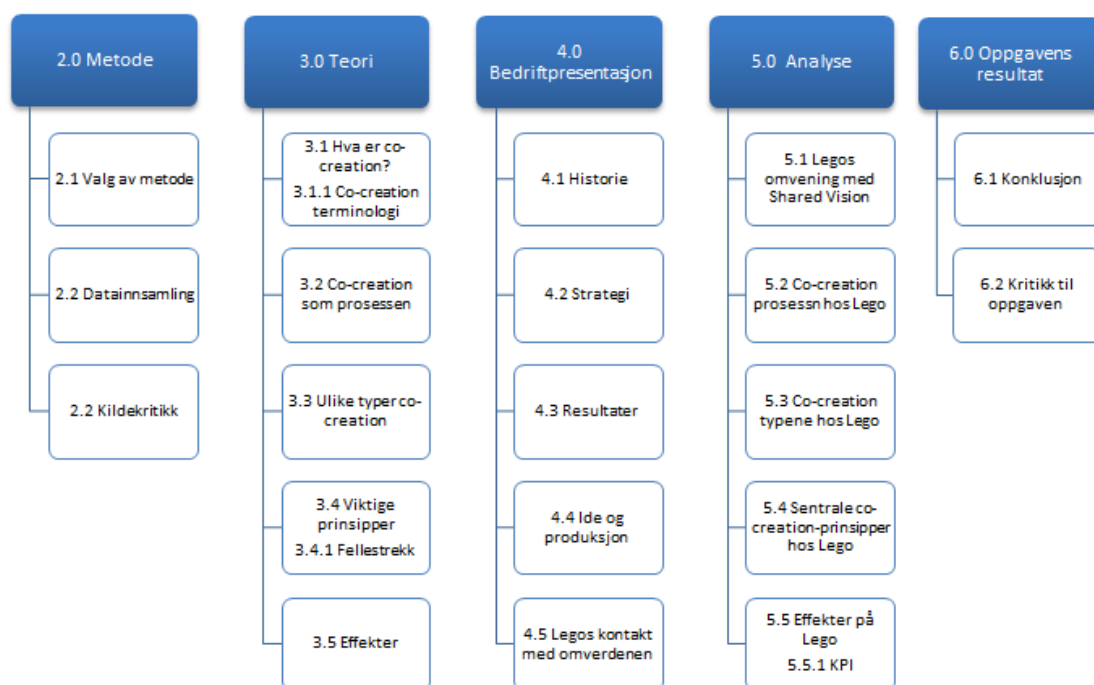 2.0 Metode
2.1 Valg av metode
2.2 Datainnsamling
2.2 Kildekritikk
3.0 Teori
3.1 Hva er co-
creation?
3.1.1 Co-creation
terminologi
3.2 Co-creation
som prosessen
3.3 Ulike typer co-
creation
3.4 Viktige
prinsipper
3.4.1 Fellestrekk
3.5 Effekter
4.0
Bedriftpresentasjon
4.1 Historie
4.2 Strategi
4.3 Resultater
4.4 Ide og
produksjon
4.5 Legos kontakt
med omverdenen
5.0 Analyse
5.1 Legos
omvening med
Shared Vision
5.2 Co-creation
prosessn hos Lego
5.3 Co-creation
typene hos Lego
5.4 Sentrale co-
creation-prinsipper
hos Lego
5.5 Effekter på
Lego
5.5.1 KPI
6.0 Oppgavens
resultat
6.1 Konklusjon
6.2 Kritikk til
oppgaven